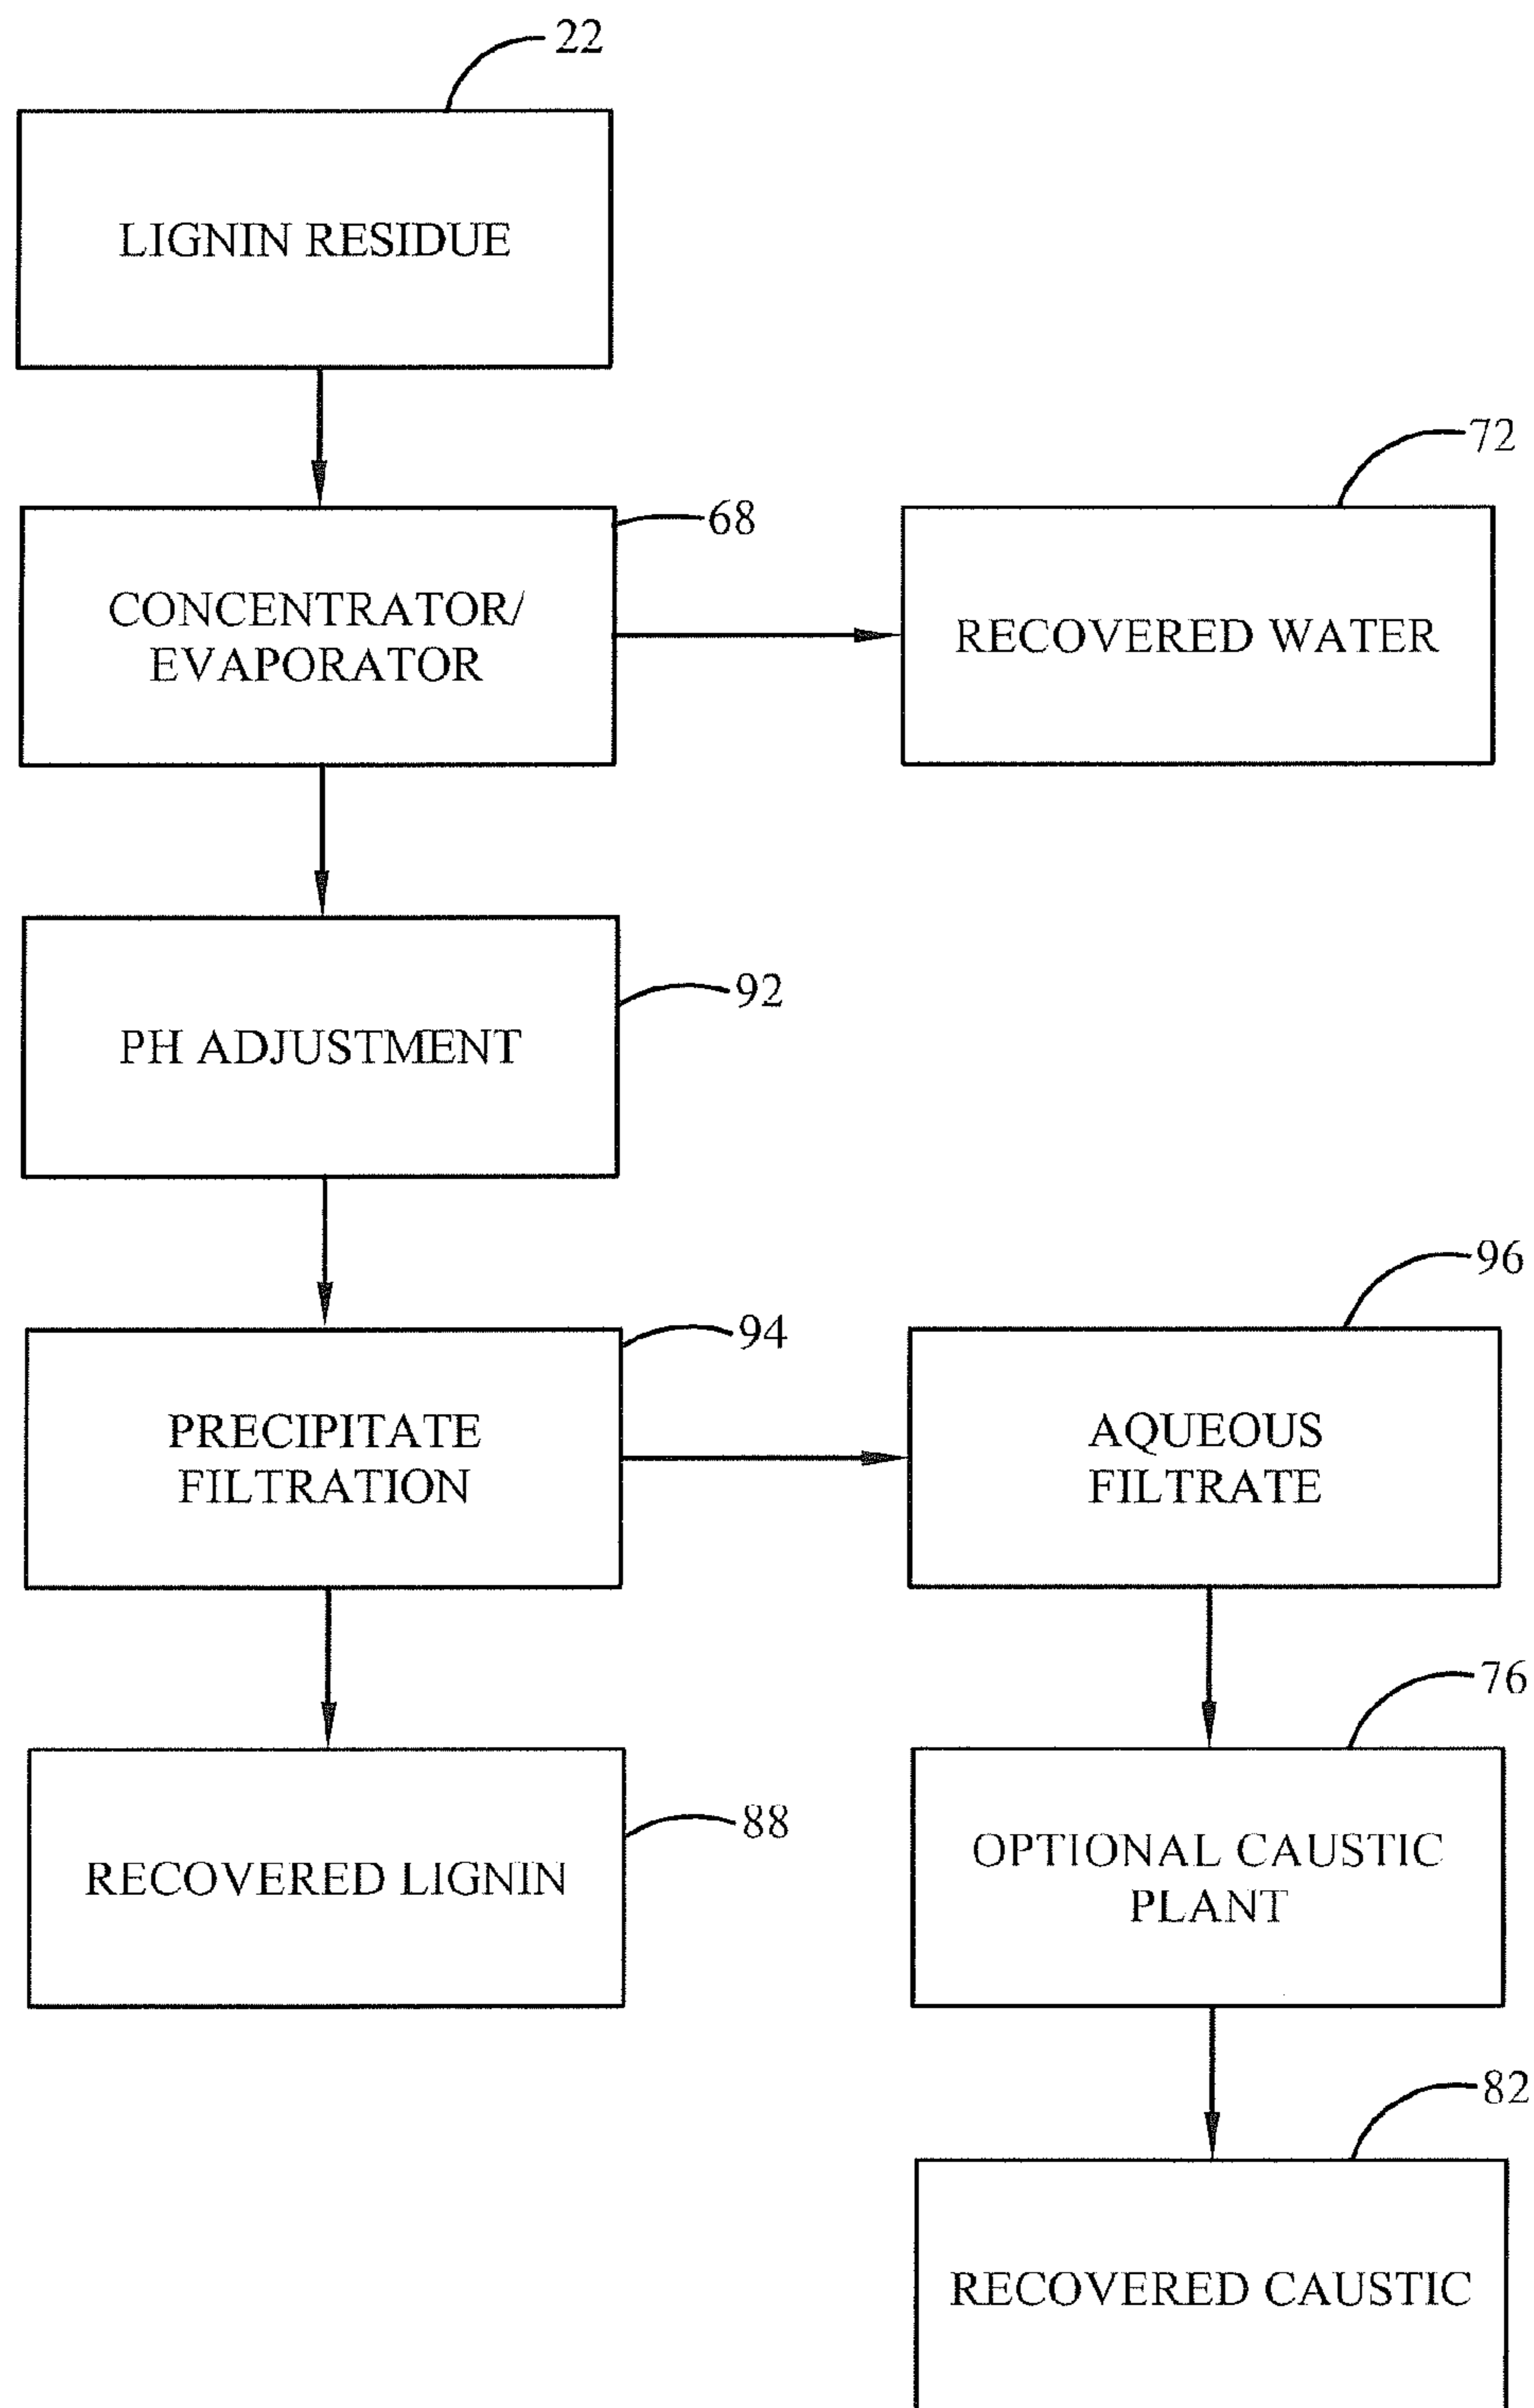 22
LIGNIN RESIDUE
72
68
CONCENTRATOR/
EVAPORATOR
RECOVERED WATER
92
PH ADJUSTMENT
96
94
PRECIPITATE
FILTRATION
AQUEOUS
FILTRATE
76
88
RECOVERED LIGNIN
OPTIONAL CAUSTIC
PLANT
82
RECOVERED CAUSTIC